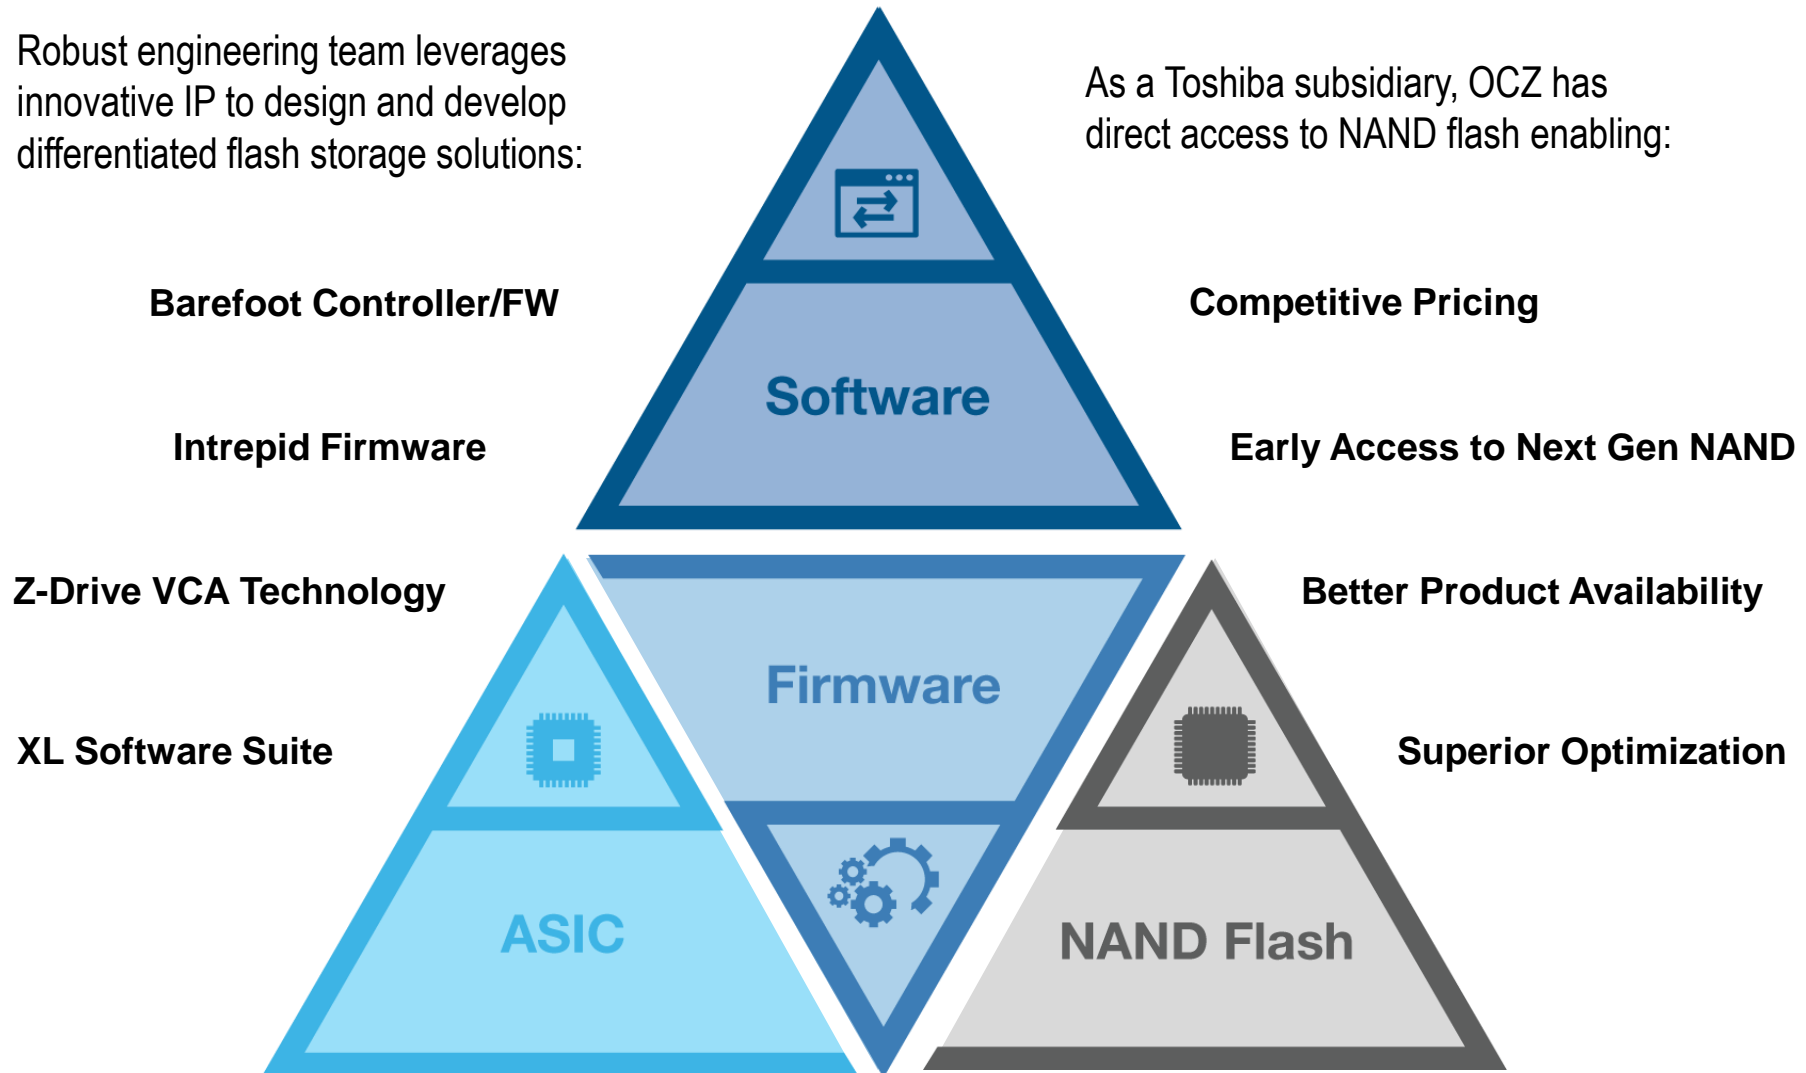 Robust engineering team leverages
innovative IP to design and develop
differentiated flash storage solutions:
As a Toshiba subsidiary, OCZ has
direct access to NAND flash enabling:
Barefoot Controller/FW
Intrepid Firmware
Z-Drive VCA Technology
XL Software Suite
Competitive Pricing
Early Access to Next Gen NAND
Better Product Availability
Superior Optimization
Software
Firmware
ASIC
NAND Flash